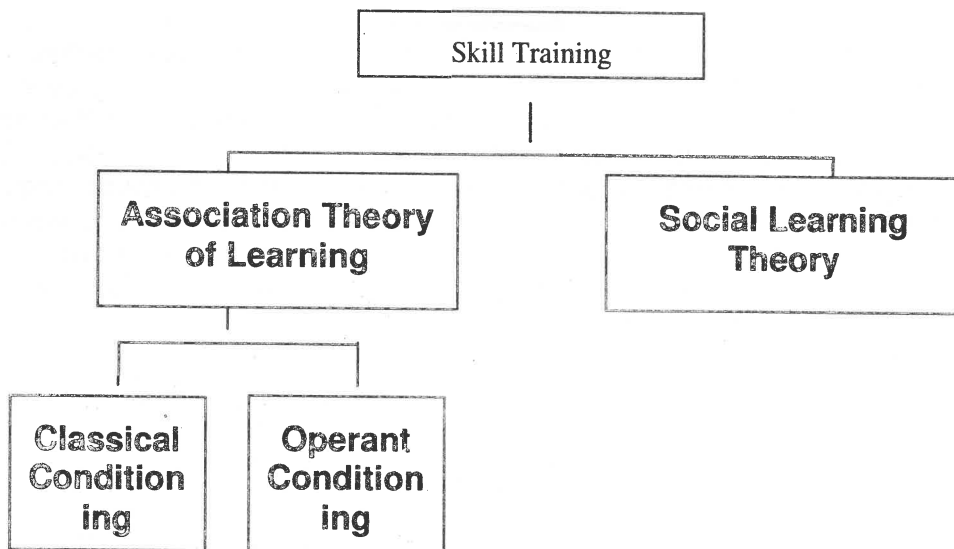 Skill Training
Association Theory
of Learning
Social Learning
Theory
Classical
Condition
ing
Operant
Condition
ing